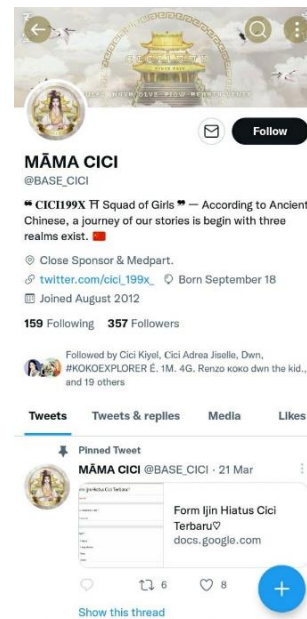 Follow
MĀMA CICI
@BASE_CICI
❝ CICI199X ⛩ Squad of Girls ❞ — According to Ancient
Chinese, a journey of our stories is begin with three
realms exist. 🇨🇳
Close Sponsor & Medpart.
twitter.com/cici_199x_ Born September 18
Joined August 2012
159 Following 357 Followers
Followed by Cici Kiyel, Cici Adrea Jiselle, Dwn,
#KOKOEXPLORER É. 1M. 4G. Renzo ᴋᴏᴋᴏ dwn the kid.,
and 19 others
Tweets Tweets & replies Media Likes
Pinned Tweet
MĀMA CICI @BASE_CICI · 21 Mar
Form Ijin Hiatus Cici
Terbaru♡
docs.google.com
6 8
Show this thread